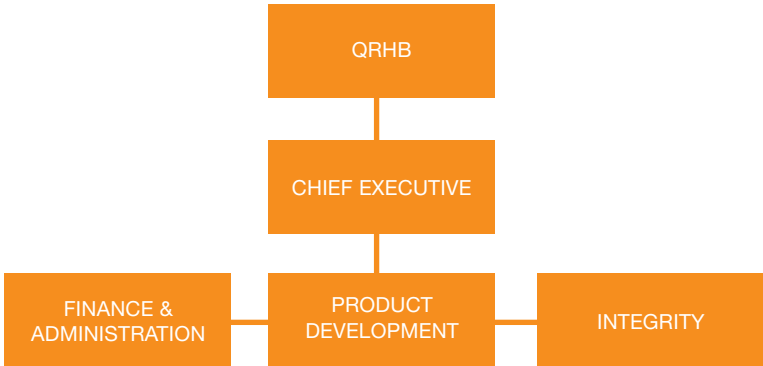 QRHB
CHIEF EXECUTIVE
FINANCE &
ADMINISTRATION
PRODUCT
DEVELOPMENT
INTEGRITY